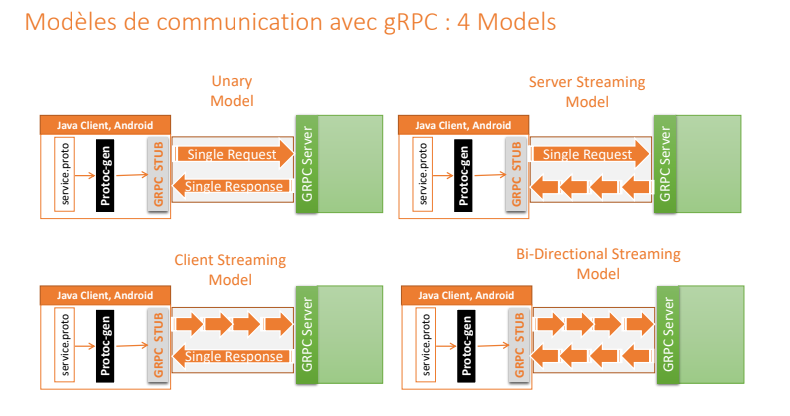 Modèles de communication avec gRPC : 4 Models
Unary
Model
Java Client, Android
service.proto
Protoc-gen
GRPC STUB
Single Request
Single Response
GRPC Server
Server Streaming
Model
Java Client, Android
service.proto
Protoc-gen
GRPC STUB
Single Request
GRPC Server
Client Streaming
Model
Java Client, Android
service.proto
Protoc-gen
GRPC STUB
Single Response
GRPC Server
Bi-Directional Streaming
Model
Java Client, Android
service.proto
Protoc-gen
GRPC STUB
GRPC Server